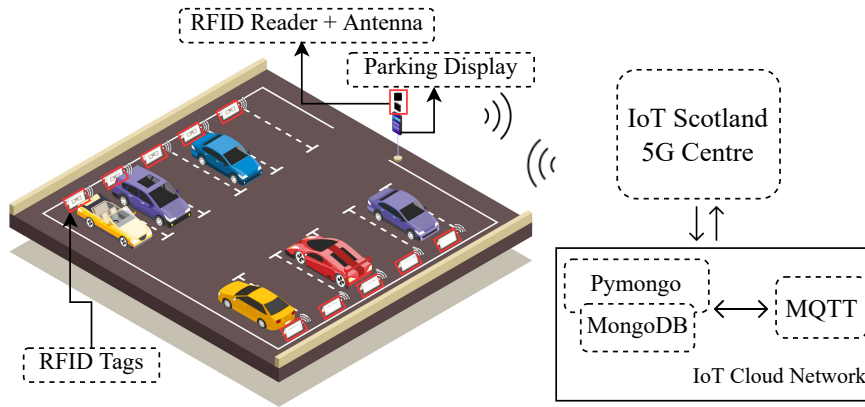 RFID Reader + Antenna
Parking Display
IoT Scotland
5G Centre
Pymongo
MongoDB
MQTT
RFID Tags
IoT Cloud Network